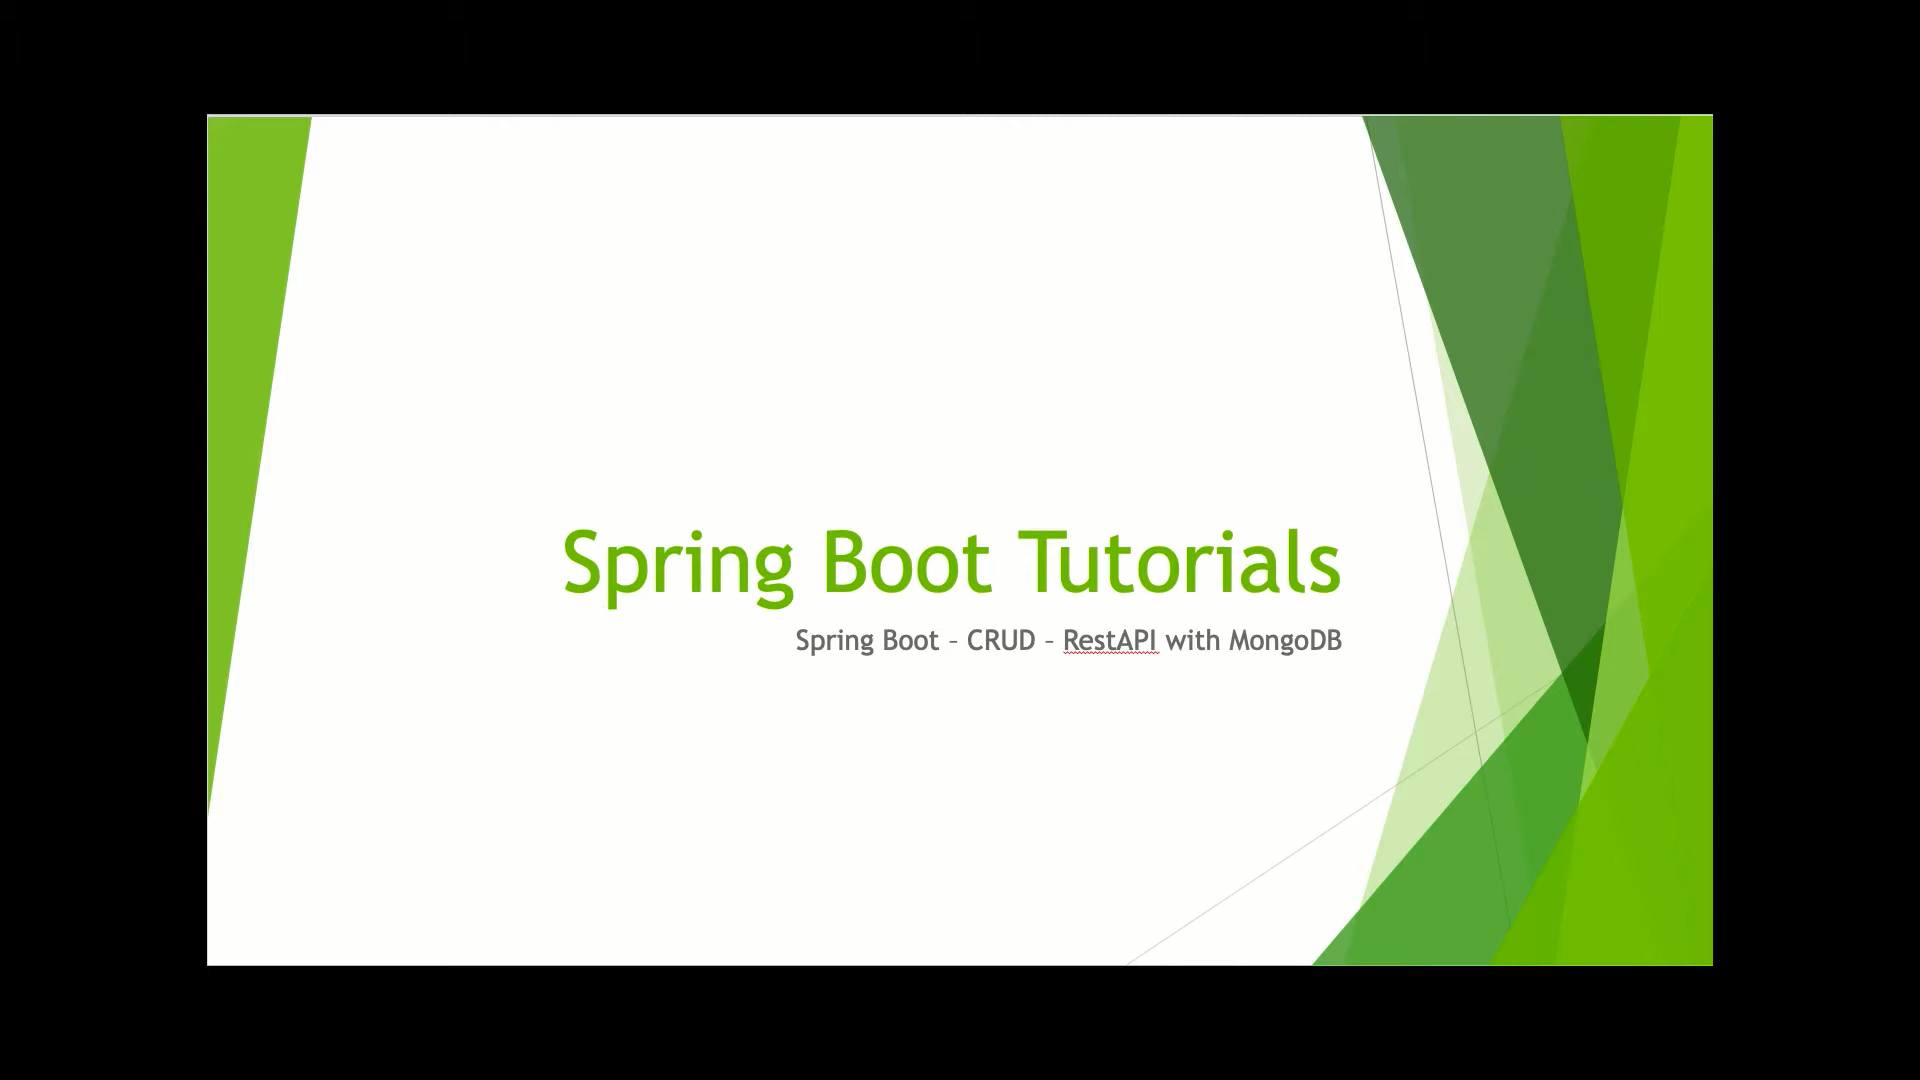 Spring Boot Tutorials
Spring Boot – CRUD – RestAPI with MongoDB